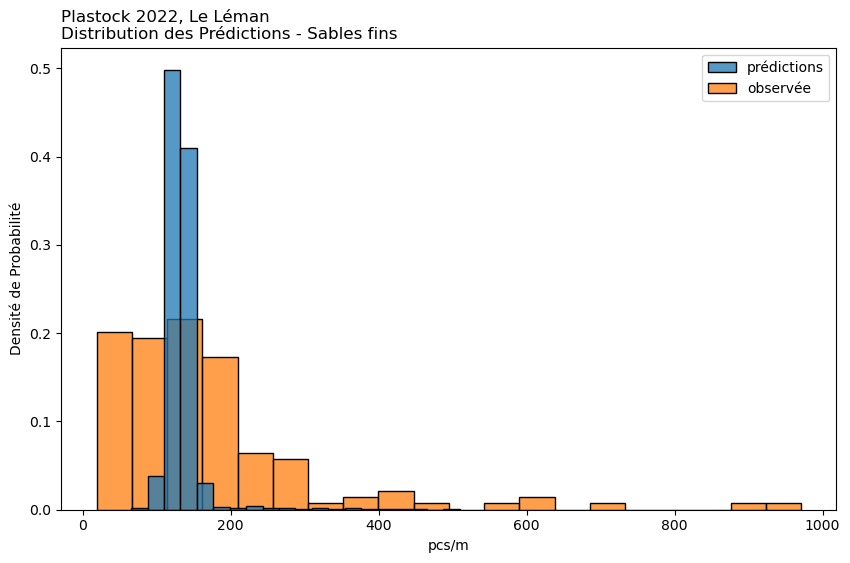 Plastock 2022, Le Léman
Distribution des Prédictions - Sables fins
prédictions
observée
Densité de Probabilité
0.5
0.4
0.3
0.2
0.1
0.0
0
200
400
600
800
1000
pcs/m